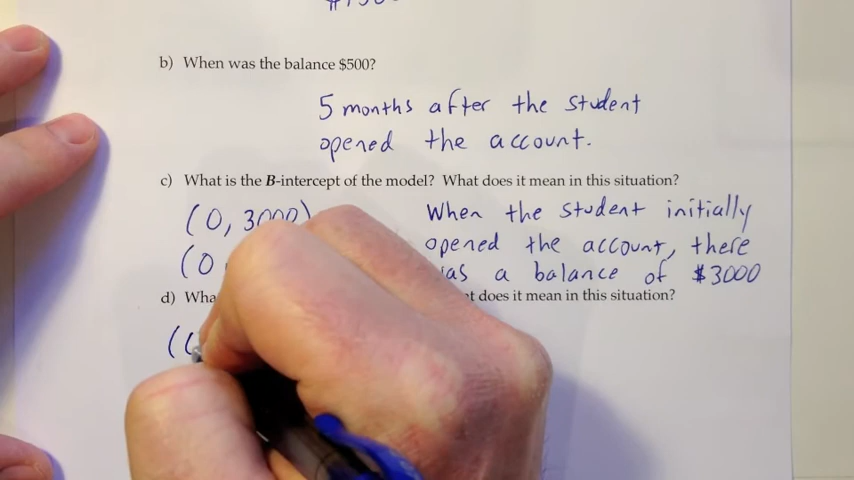 b) When was the balance $500?
5 months after the student
opened the account.
c) What is the B-intercept of the model? What does it mean in this situation?
(0, 3000)
When the student initially
opened the account, there
(0
as a balance of $3000
d) does it mean in this situation?
(